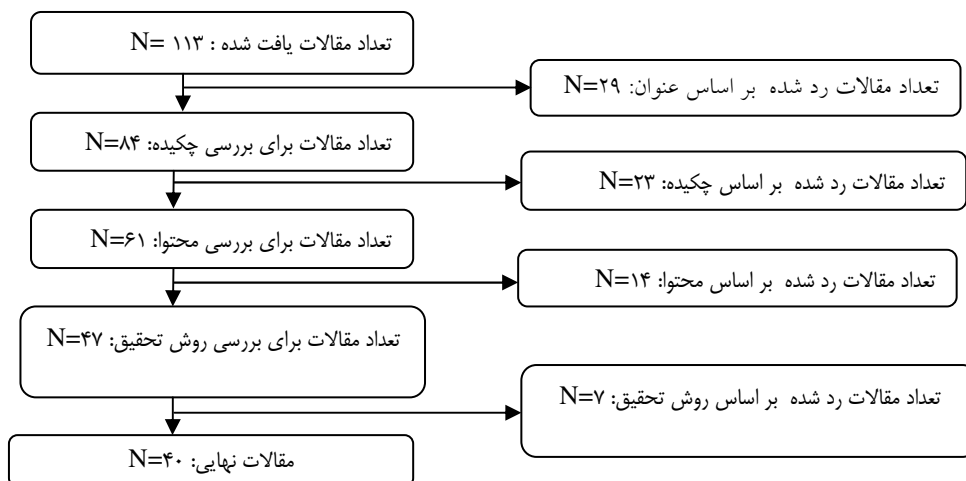 تعداد مقالات یافت شده : ۱۱۳ =N
تعداد مقالات رد شده بر اساس عنوان: N=۲۹
تعداد مقالات برای بررسی چکیده: N=۸۴
تعداد مقالات رد شده بر اساس چکیده: N=۲۳
تعداد مقالات برای بررسی محتوا: N=۶۱
تعداد مقالات رد شده بر اساس محتوا: N=۱۴
تعداد مقالات برای بررسی روش تحقیق: N=۴۷
تعداد مقالات رد شده بر اساس روش تحقیق: N=۷
مقالات نهایی: N=۴۰